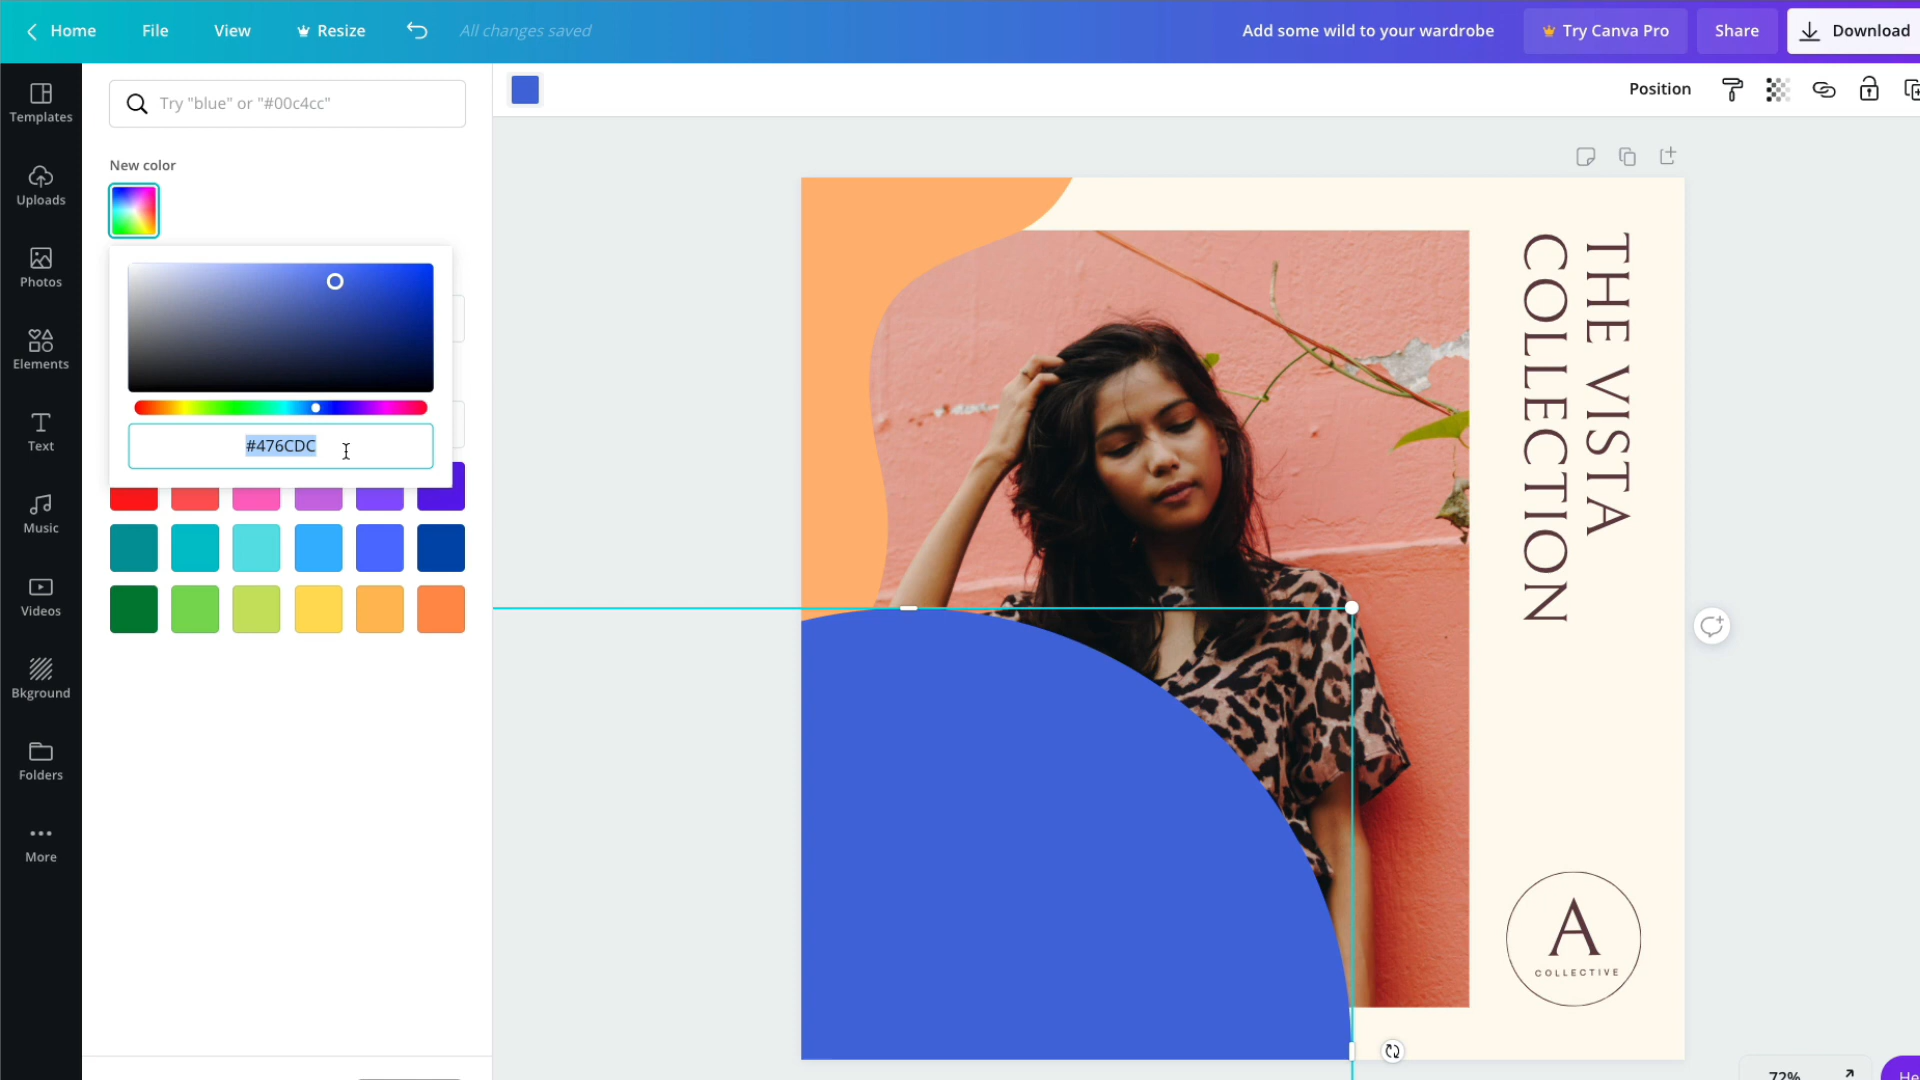 Home
File
View
Resize
All changes saved
Add some wild to your wardrobe
Try Canva Pro
Share
Download
Templates
Uploads
Photos
Elements
Text
Music
Videos
Bkground
Folders
More
Try "blue" or "#00c4cc"
New color
#476CDC
Position
THE VISTA
COLLECTION
A
COLLECTIVE
72%
He